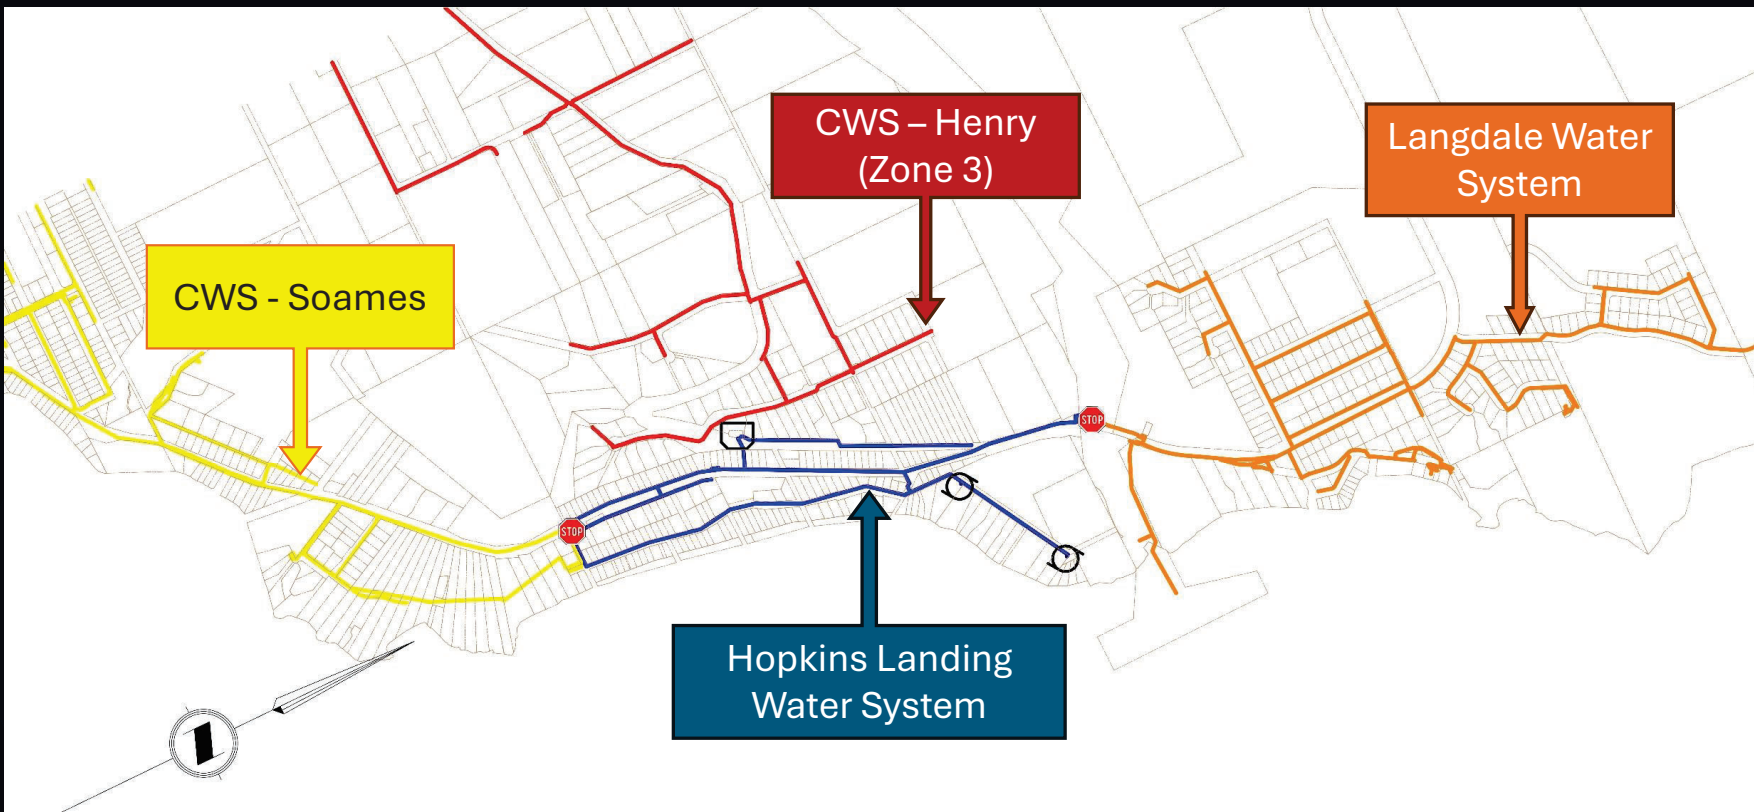 CWS – Henry
(Zone 3)
Langdale Water
System
CWS - Soames
STOP
STOP
Hopkins Landing
Water System